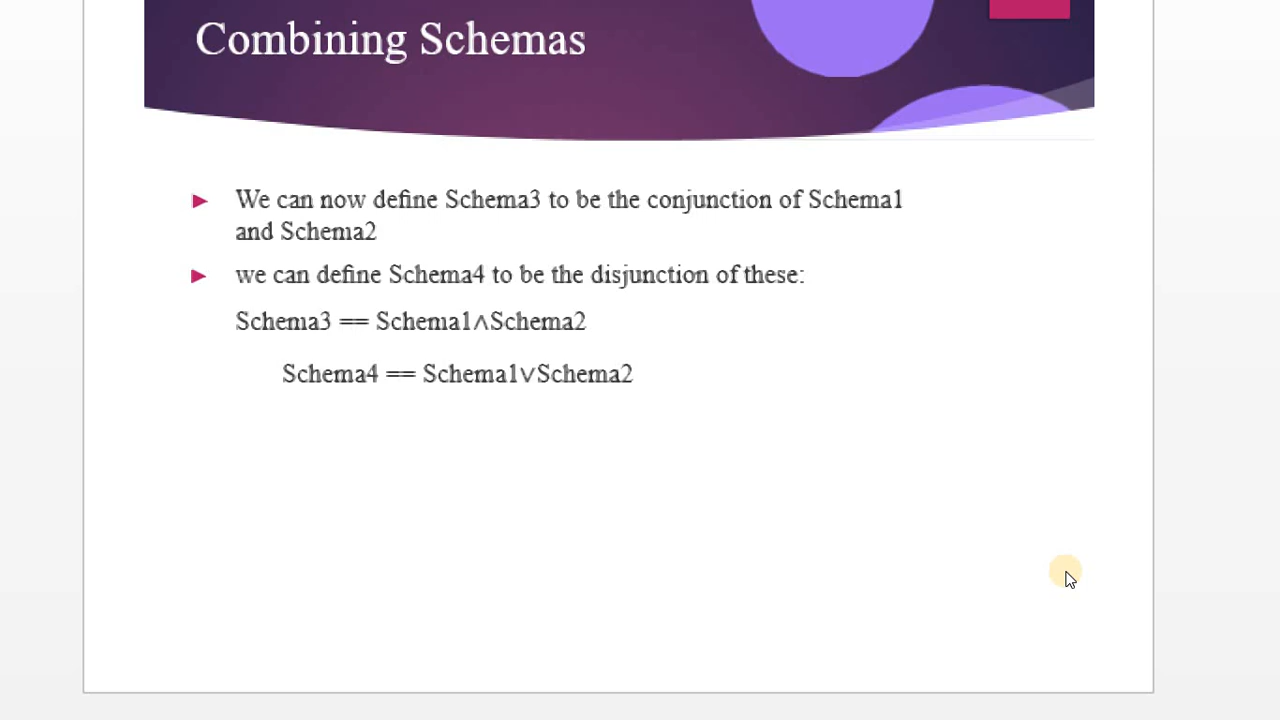 Combining Schemas
We can now define Schema3 to be the conjunction of Schema1
and Schema2
we can define Schema4 to be the disjunction of these:
Schema3 == Schema1∧Schema2
Schema4 == Schema1∨Schema2